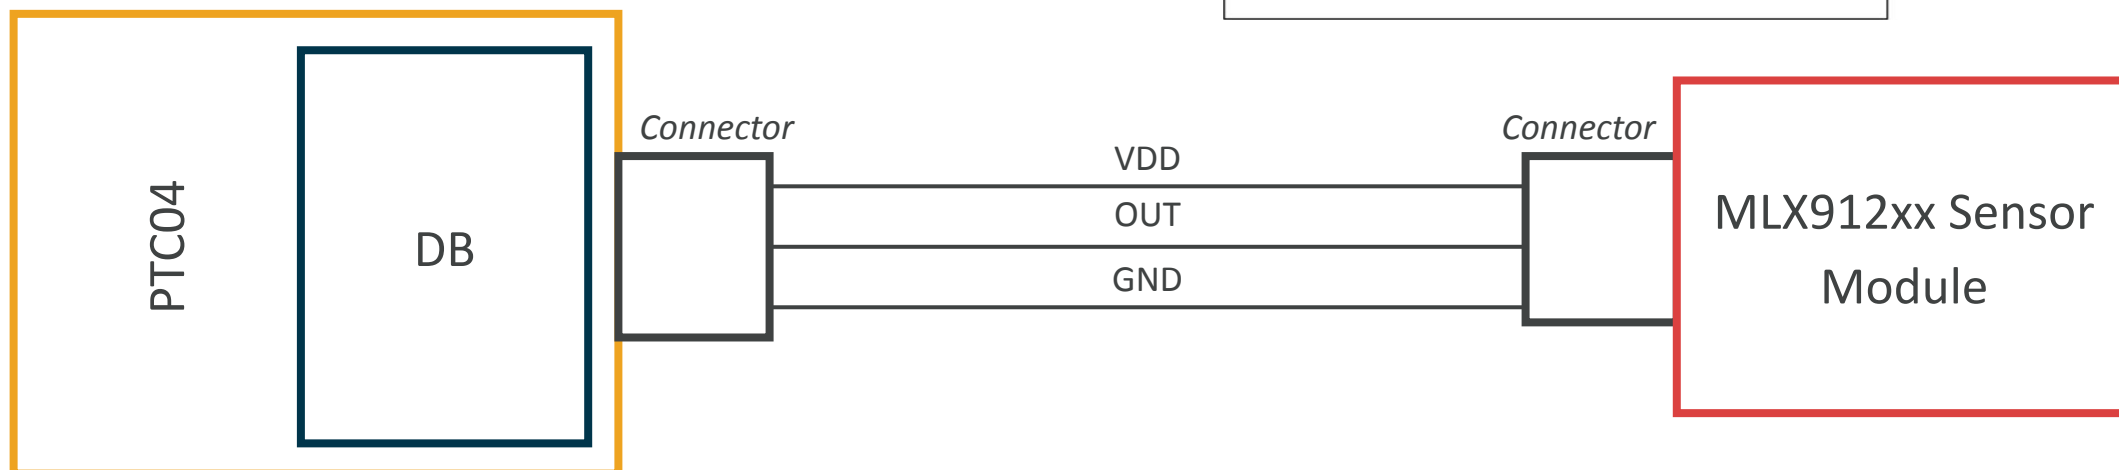 PTC04
DB
Connector
VDD
OUT
GND
Connector
MLX912xx Sensor
Module